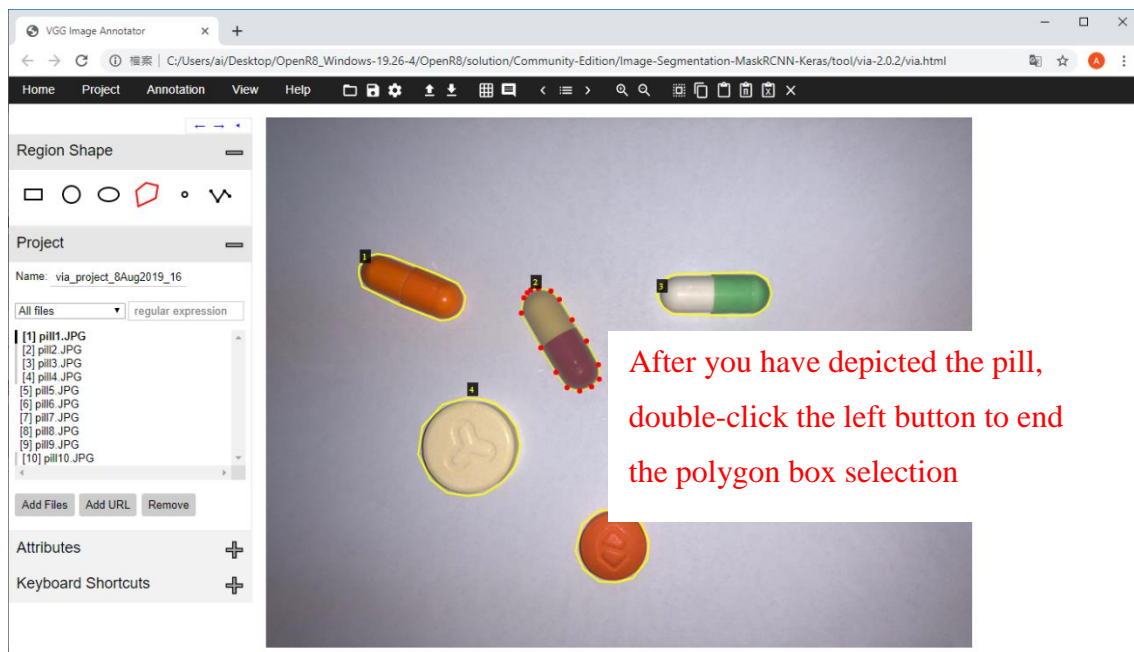 VGG Image Annotator
檔案 | C:/Users/ai/Desktop/OpenR8_Windows-19.26-4/OpenR8/solution/Community-Edition/Image-Segmentation-MaskRCNN-Keras/tool/via-2.0.2/via.html
A
Home Project Annotation View Help
Region Shape
Project
Name: via_project_8Aug2019_16
All files regular expression
[1] pill1.JPG
[2] pill2.JPG
[3] pill3.JPG
[4] pill4.JPG
[5] pill5.JPG
[6] pill6.JPG
[7] pill7.JPG
[8] pill8.JPG
[9] pill9.JPG
[10] pill10.JPG
Add Files Add URL Remove
Attributes
Keyboard Shortcuts
1
2
3
4
After you have depicted the pill,
double-click the left button to end
the polygon box selection